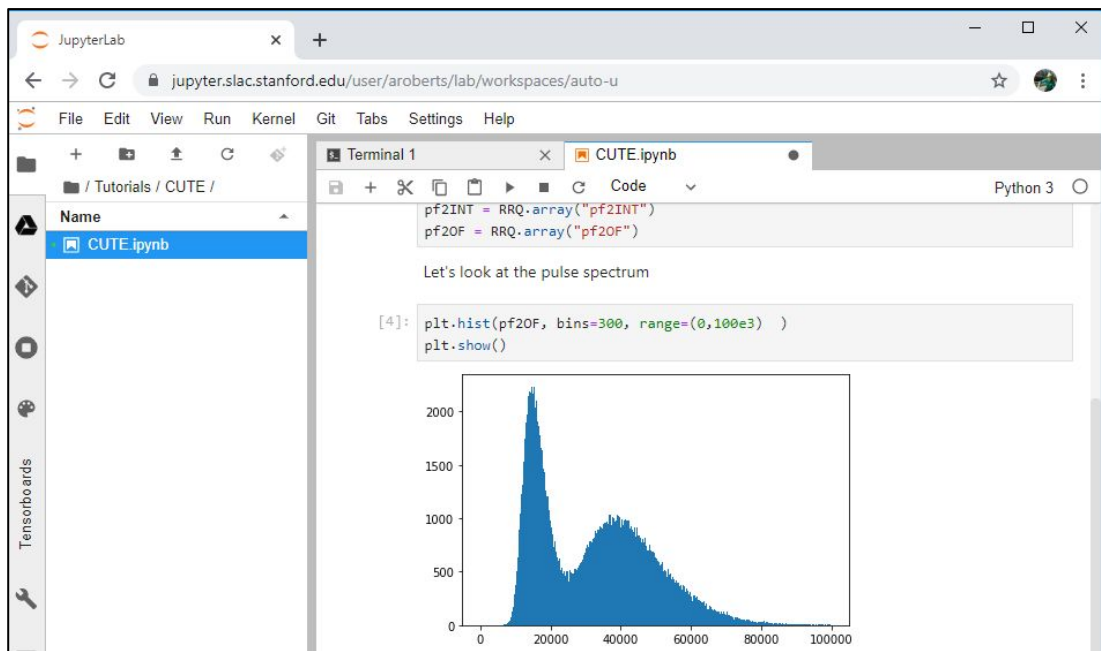 JupyterLab
jupyter.slac.stanford.edu/user/aroberts/lab/workspaces/auto-u
File Edit View Run Kernel Git Tabs Settings Help
Terminal 1
CUTE.ipynb
/ Tutorials / CUTE /
Code
Python 3
Name
CUTE.ipynb
Tensorboards
pf2INT = RRQ.array("pf2INT")
pf2OF = RRQ.array("pf2OF")
Let's look at the pulse spectrum
[4]: plt.hist(pf2OF, bins=300, range=(0,100e3)  )
plt.show()
2000
1500
1000
500
0
0 20000 40000 60000 80000 100000